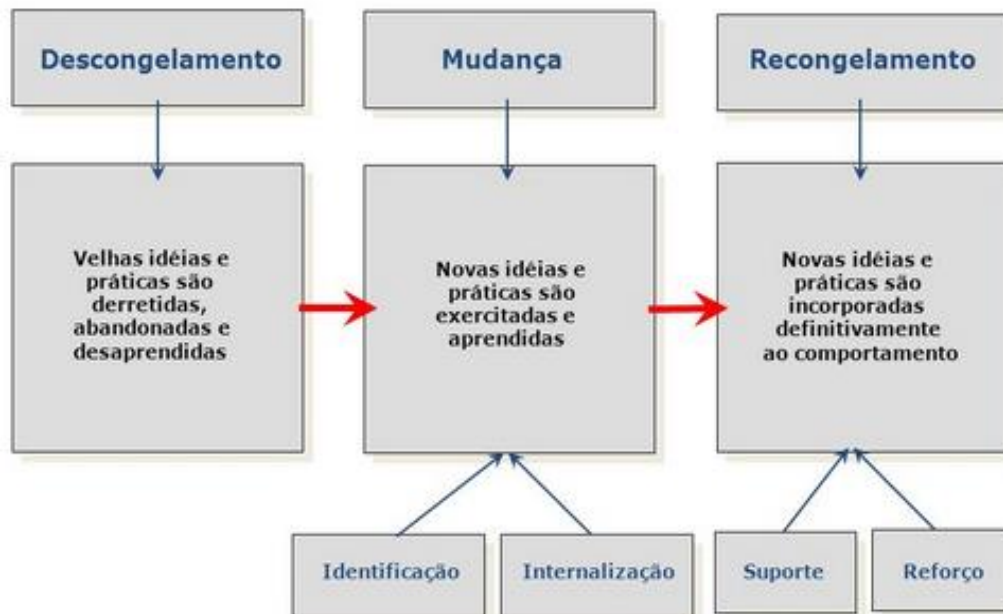 Descongelamento
Mudança
Recongelamento
Velhas idéias e
práticas são
derretidas,
abandonadas e
desaprendidas
Novas idéias e
práticas são
exercitadas e
aprendidas
Novas idéias e
práticas são
incorporadas
definitivamente
ao comportamento
Identificação
Internalização
Suporte
Reforço